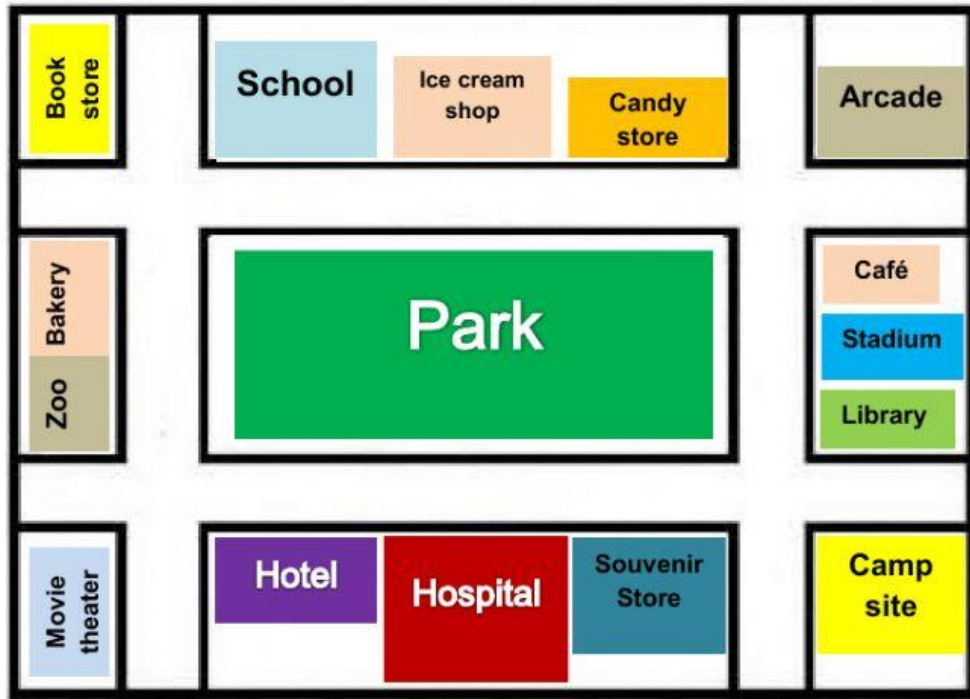 Book
store
School
Ice cream
shop
Candy
store
Arcade
Bakery
Zoo
Park
Café
Stadium
Library
Movie
theater
Hotel
Hospital
Souvenir
Store
Camp
site